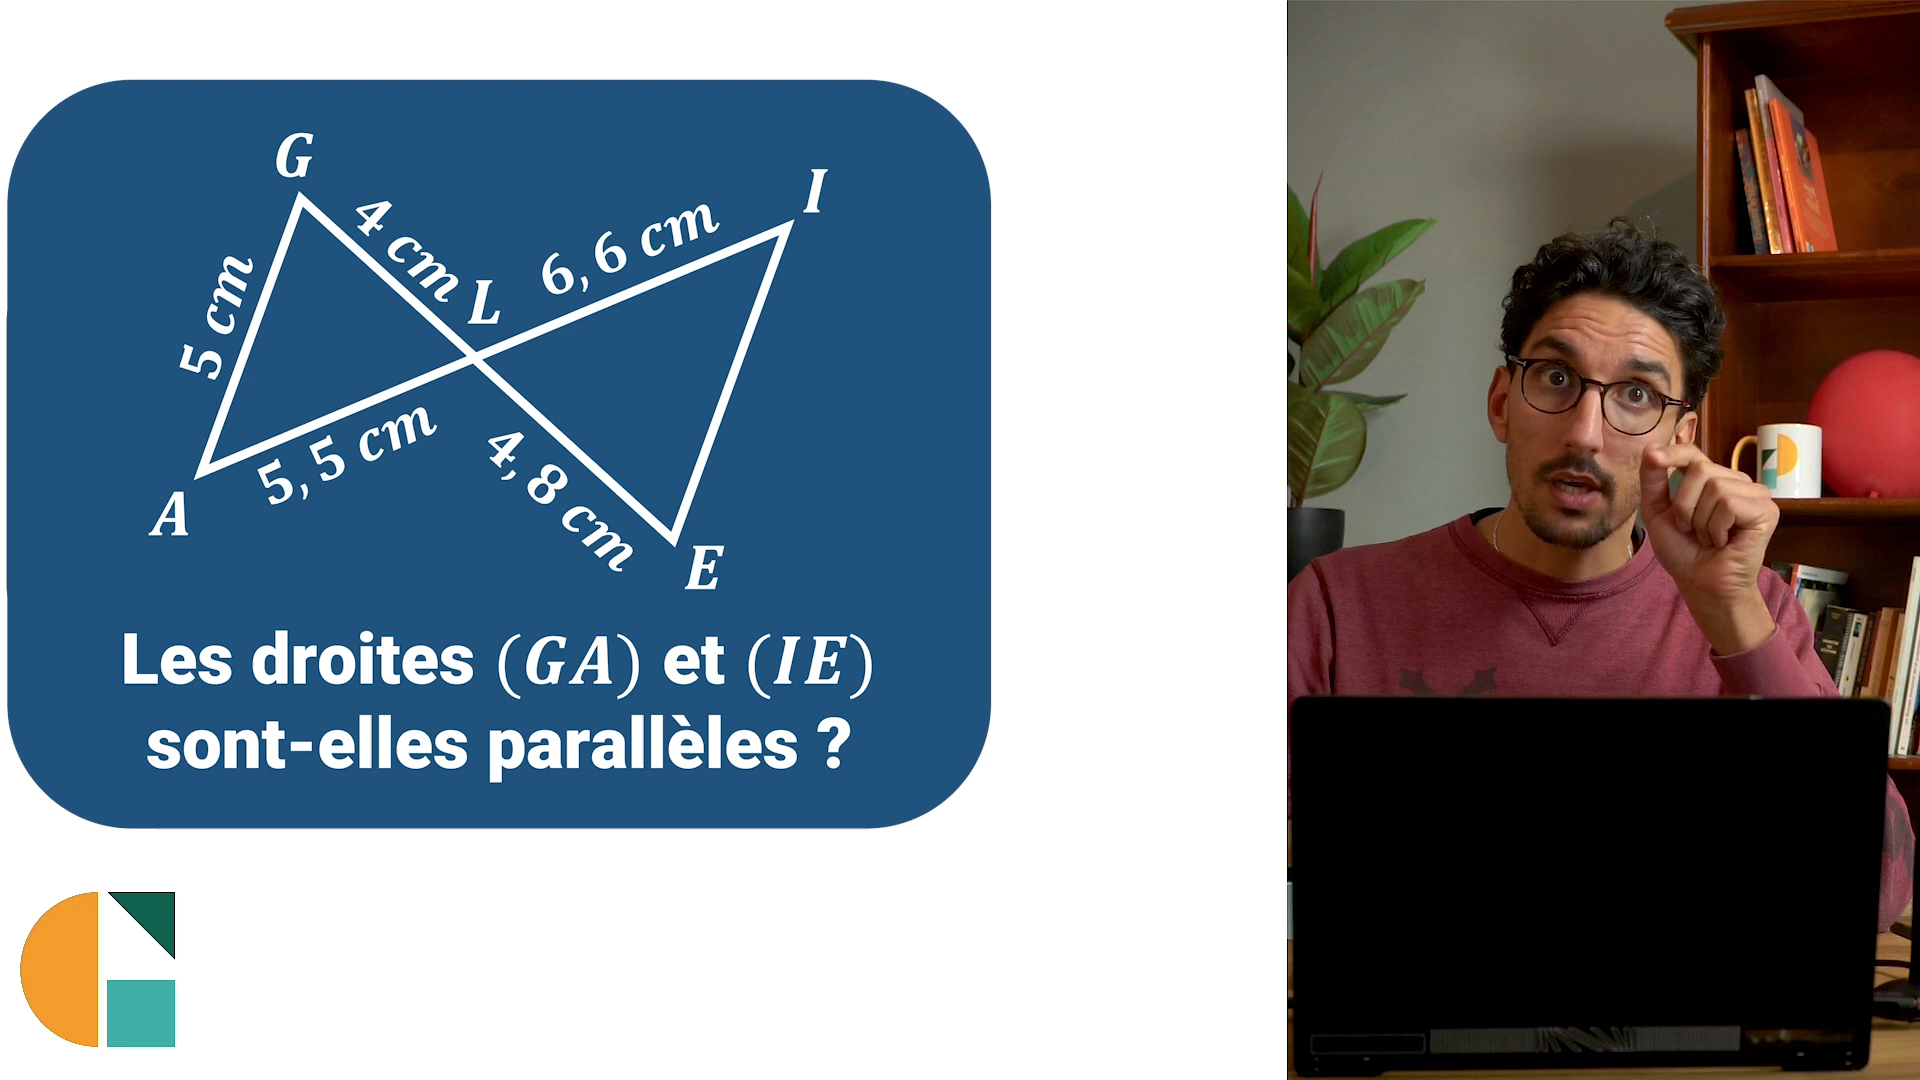 G
I
4 cm
6,6 cm
5 cm
L
5,5 cm
4,8 cm
A
E
Les droites (GA) et (IE)
sont-elles parallèles ?